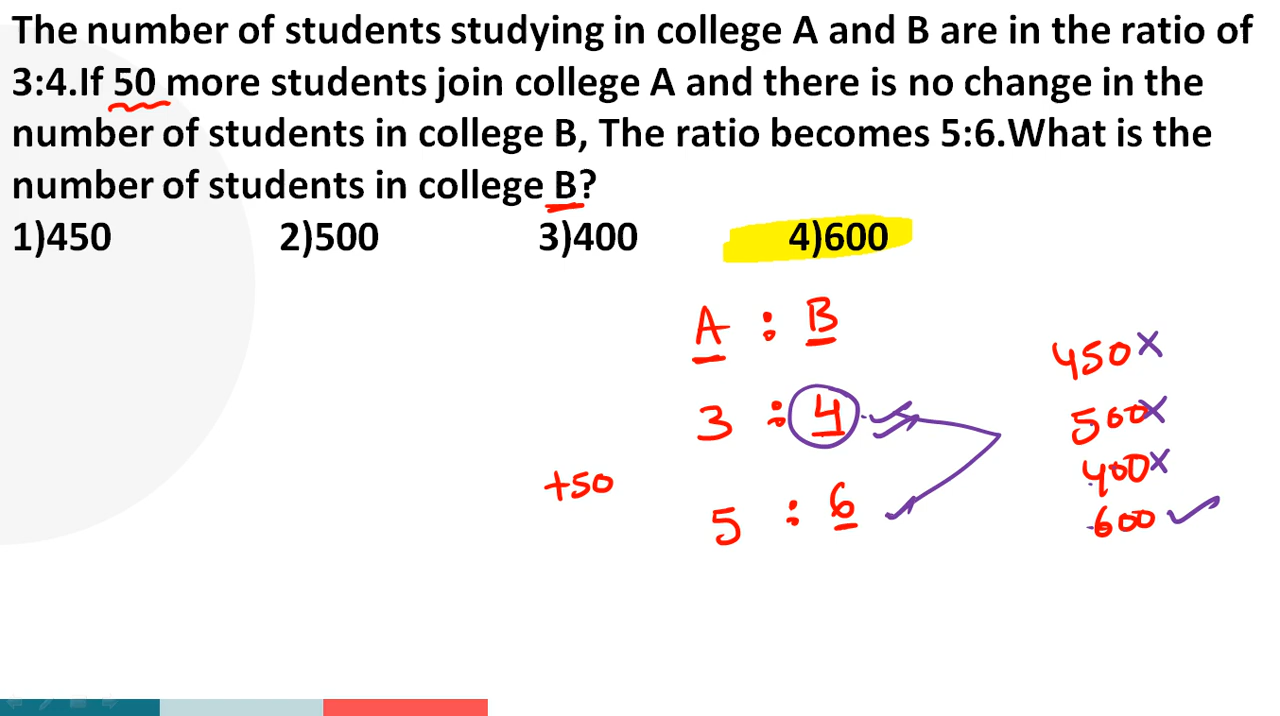 The number of students studying in college A and B are in the ratio of
3:4.If 50 more students join college A and there is no change in the
number of students in college B, The ratio becomes 5:6.What is the
number of students in college B?
1)450 2)500 3)400 4)600
A : B
450 x
3 : 4
500 x
400 x
+50
5 : 6
600 ✓